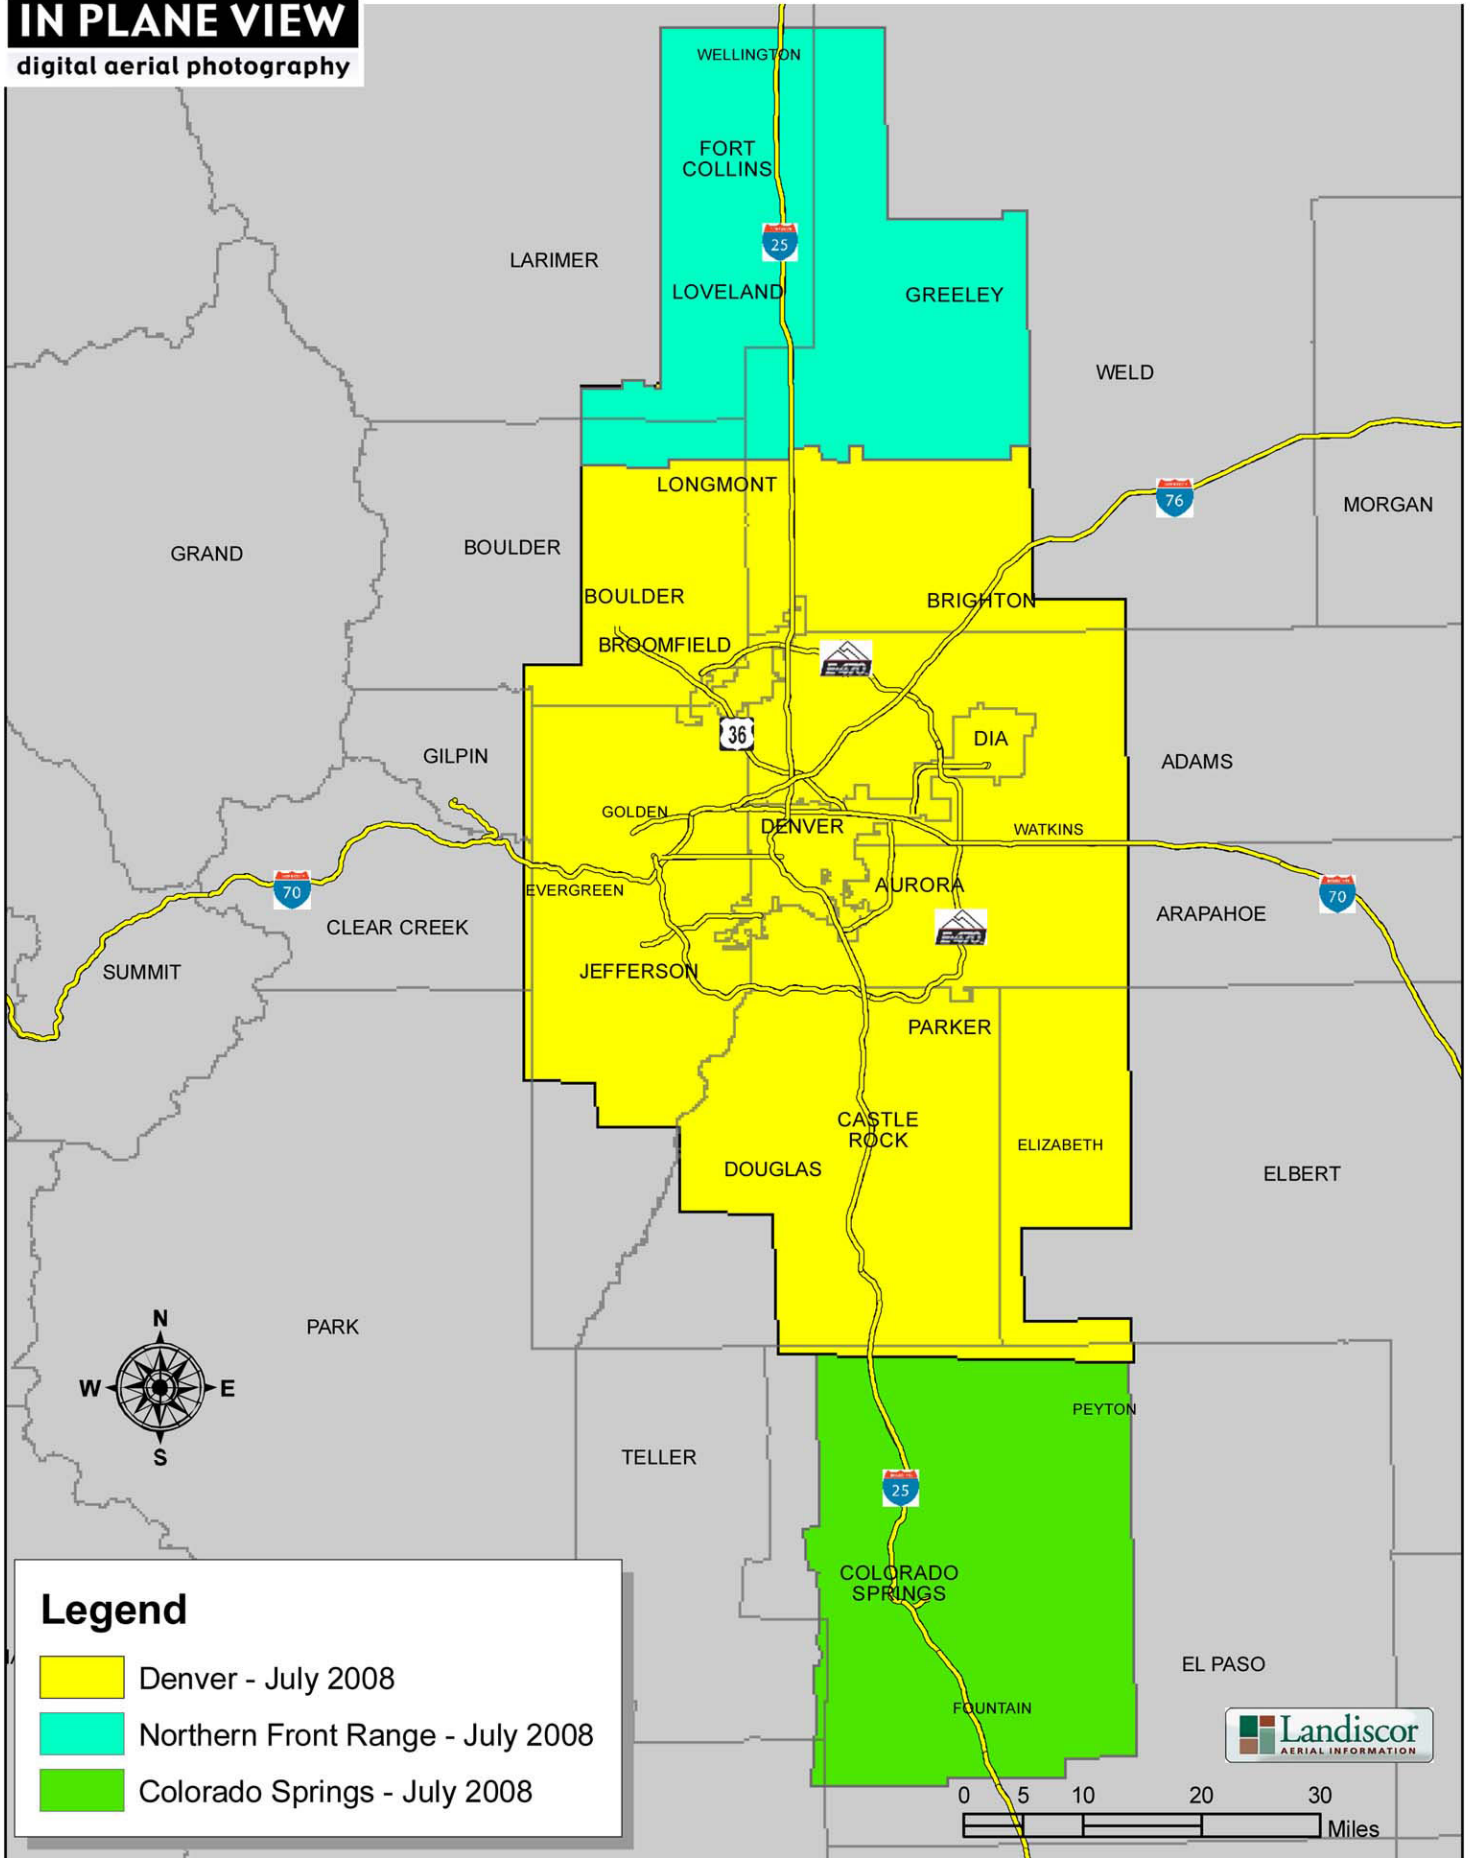 IN PLANE VIEW
digital aerial photography
WELLINGTON
FORT
COLLINS
25
LARIMER
LOVELAND
GREELEY
WELD
LONGMONT
76
MORGAN
GRAND
BOULDER
BOULDER
BRIGHTON
BROOMFIELD
E-470
36
DIA
GILPIN
ADAMS
GOLDEN
DENVER
WATKINS
70
EVERGREEN
AURORA
70
CLEAR CREEK
ARAPAHOE
E-470
SUMMIT
JEFFERSON
PARKER
CASTLE
ROCK
ELIZABETH
DOUGLAS
ELBERT
PARK
N
W
E
S
PEYTON
TELLER
25
COLORADO
SPRINGS
EL PASO
FOUNTAIN
Legend
Denver - July 2008
Northern Front Range - July 2008
Colorado Springs - July 2008
Landiscor
AERIAL INFORMATION
0 5 10 20 30
Miles